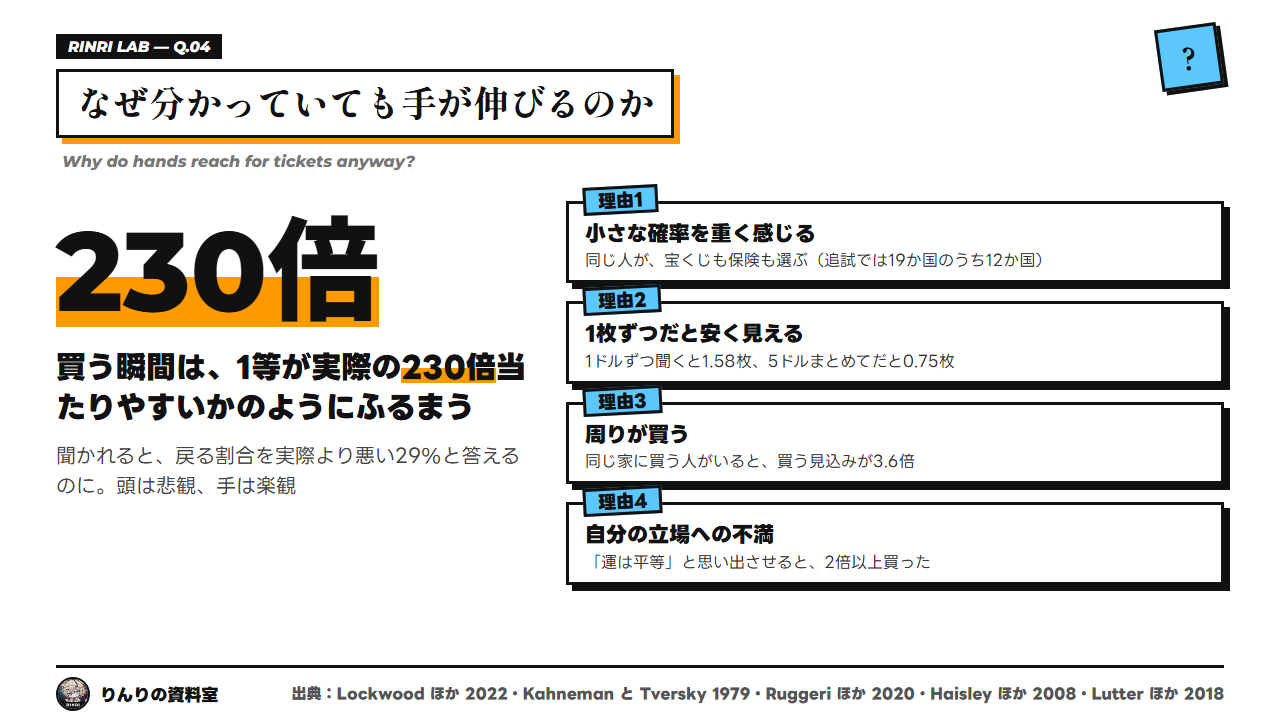 RINRI LAB — Q.04
?
なぜ分かっていても手が伸びるのか
Why do hands reach for tickets anyway?
230倍
買う瞬間は、1等が実際の230倍当
たりやすいかのようにふるまう
聞かれると、戻る割合を実際より悪い29%と答える
のに。頭は悲観、手は楽観
理由1
小さな確率を重く感じる
同じ人が、宝くじも保険も選ぶ（追試では19か国のうち12か国）
理由2
1枚ずつだと安く見える
1ドルずつ聞くと1.58枚、5ドルまとめてだと0.75枚
理由3
周りが買う
同じ家に買う人がいると、買う見込みが3.6倍
理由4
自分の立場への不満
「運は平等」と思い出させると、2倍以上買った
RINRI
りんりの資料室
出典：Lockwood ほか 2022・Kahneman と Tversky 1979・Ruggeri ほか 2020・Haisley ほか 2008・Lutter ほか 2018